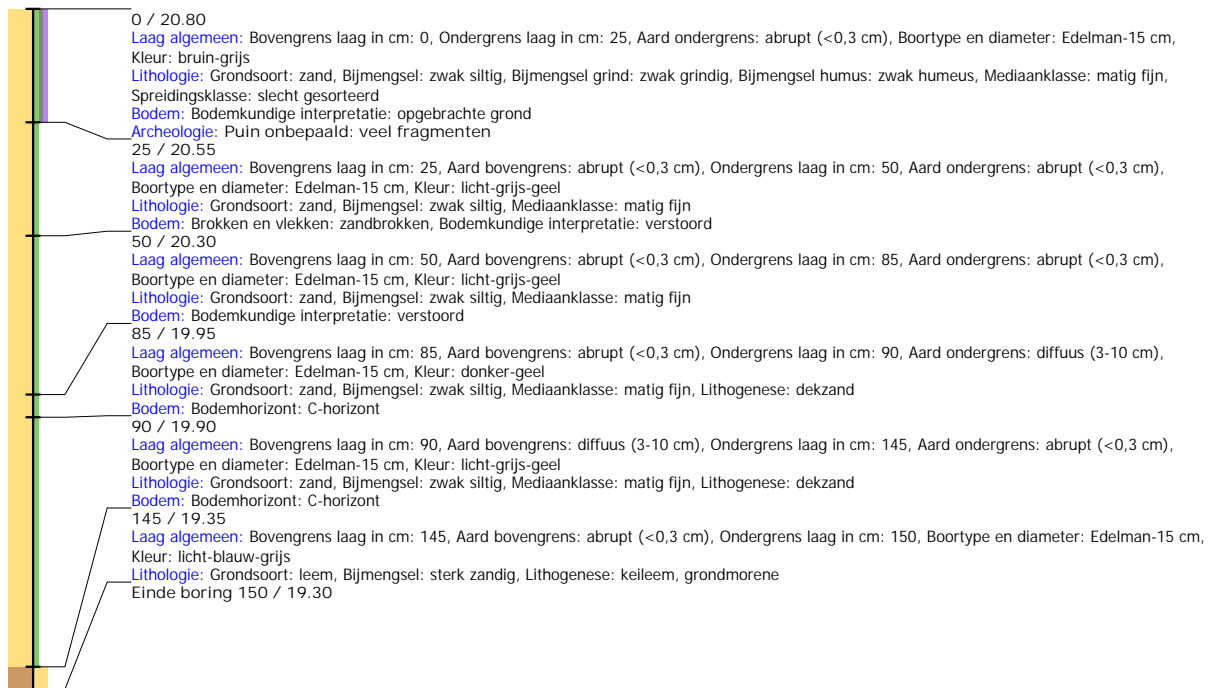 0 / 20.80
Laag algemeen: Bovengrens laag in cm: 0, Ondergrens laag in cm: 25, Aard ondergrens: abrupt (<0,3 cm), Boortype en diameter: Edelman-15 cm,
Kleur: bruin-grijs
Lithologie: Grondsoort: zand, Bijmengsel: zwak siltig, Bijmengsel grind: zwak grindig, Bijmengsel humus: zwak humeus, Mediaanklasse: matig fijn,
Spreidingsklasse: slecht gesorteerd
Bodem: Bodemkundige interpretatie: opgebrachte grond
Archeologie: Puin onbepaald: veel fragmenten
25 / 20.55
Laag algemeen: Bovengrens laag in cm: 25, Aard bovengrens: abrupt (<0,3 cm), Ondergrens laag in cm: 50, Aard ondergrens: abrupt (<0,3 cm),
Boortype en diameter: Edelman-15 cm, Kleur: licht-grijs-geel
Lithologie: Grondsoort: zand, Bijmengsel: zwak siltig, Mediaanklasse: matig fijn
Bodem: Brokken en vlekken: zandbrokken, Bodemkundige interpretatie: verstoord
50 / 20.30
Laag algemeen: Bovengrens laag in cm: 50, Aard bovengrens: abrupt (<0,3 cm), Ondergrens laag in cm: 85, Aard ondergrens: abrupt (<0,3 cm),
Boortype en diameter: Edelman-15 cm, Kleur: licht-grijs-geel
Lithologie: Grondsoort: zand, Bijmengsel: zwak siltig, Mediaanklasse: matig fijn
Bodem: Bodemkundige interpretatie: verstoord
85 / 19.95
Laag algemeen: Bovengrens laag in cm: 85, Aard bovengrens: abrupt (<0,3 cm), Ondergrens laag in cm: 90, Aard ondergrens: diffuus (3-10 cm),
Boortype en diameter: Edelman-15 cm, Kleur: donker-geel
Lithologie: Grondsoort: zand, Bijmengsel: zwak siltig, Mediaanklasse: matig fijn, Lithogenese: dekzand
Bodem: Bodemhorizont: C-horizont
90 / 19.90
Laag algemeen: Bovengrens laag in cm: 90, Aard bovengrens: diffuus (3-10 cm), Ondergrens laag in cm: 145, Aard ondergrens: abrupt (<0,3 cm),
Boortype en diameter: Edelman-15 cm, Kleur: licht-grijs-geel
Lithologie: Grondsoort: zand, Bijmengsel: zwak siltig, Mediaanklasse: matig fijn, Lithogenese: dekzand
Bodem: Bodemhorizont: C-horizont
145 / 19.35
Laag algemeen: Bovengrens laag in cm: 145, Aard bovengrens: abrupt (<0,3 cm), Ondergrens laag in cm: 150, Boortype en diameter: Edelman-15 cm,
Kleur: licht-blauw-grijs
Lithologie: Grondsoort: leem, Bijmengsel: sterk zandig, Lithogenese: keileem, grondmorene
Einde boring 150 / 19.30